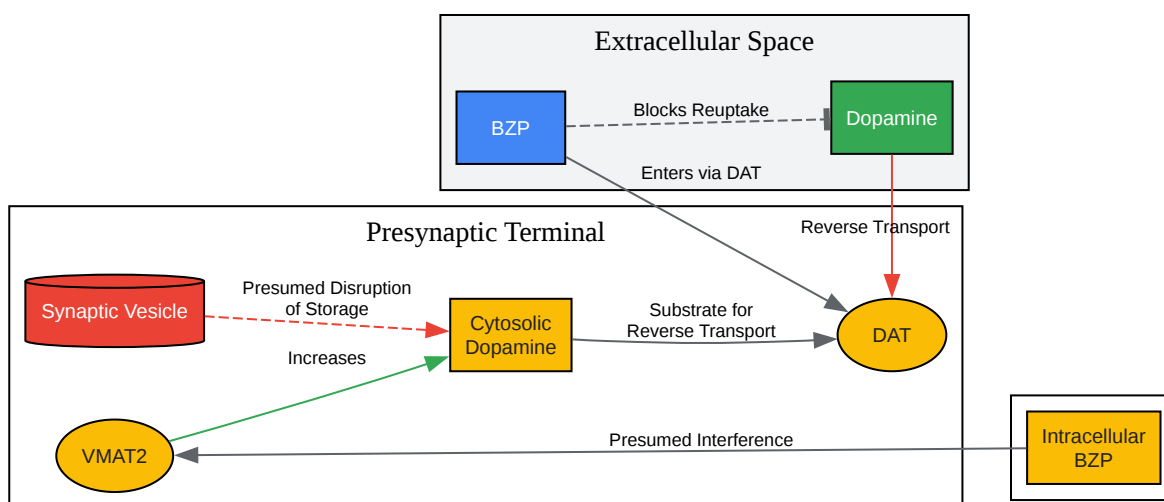 Extracellular Space
BZP
Blocks Reuptake
Dopamine
Enters via DAT
Reverse Transport
Presynaptic Terminal
Synaptic Vesicle
Presumed Disruption
of Storage
Cytosolic
Dopamine
Substrate for
Reverse Transport
DAT
Increases
VMAT2
Presumed Interference
Intracellular
BZP